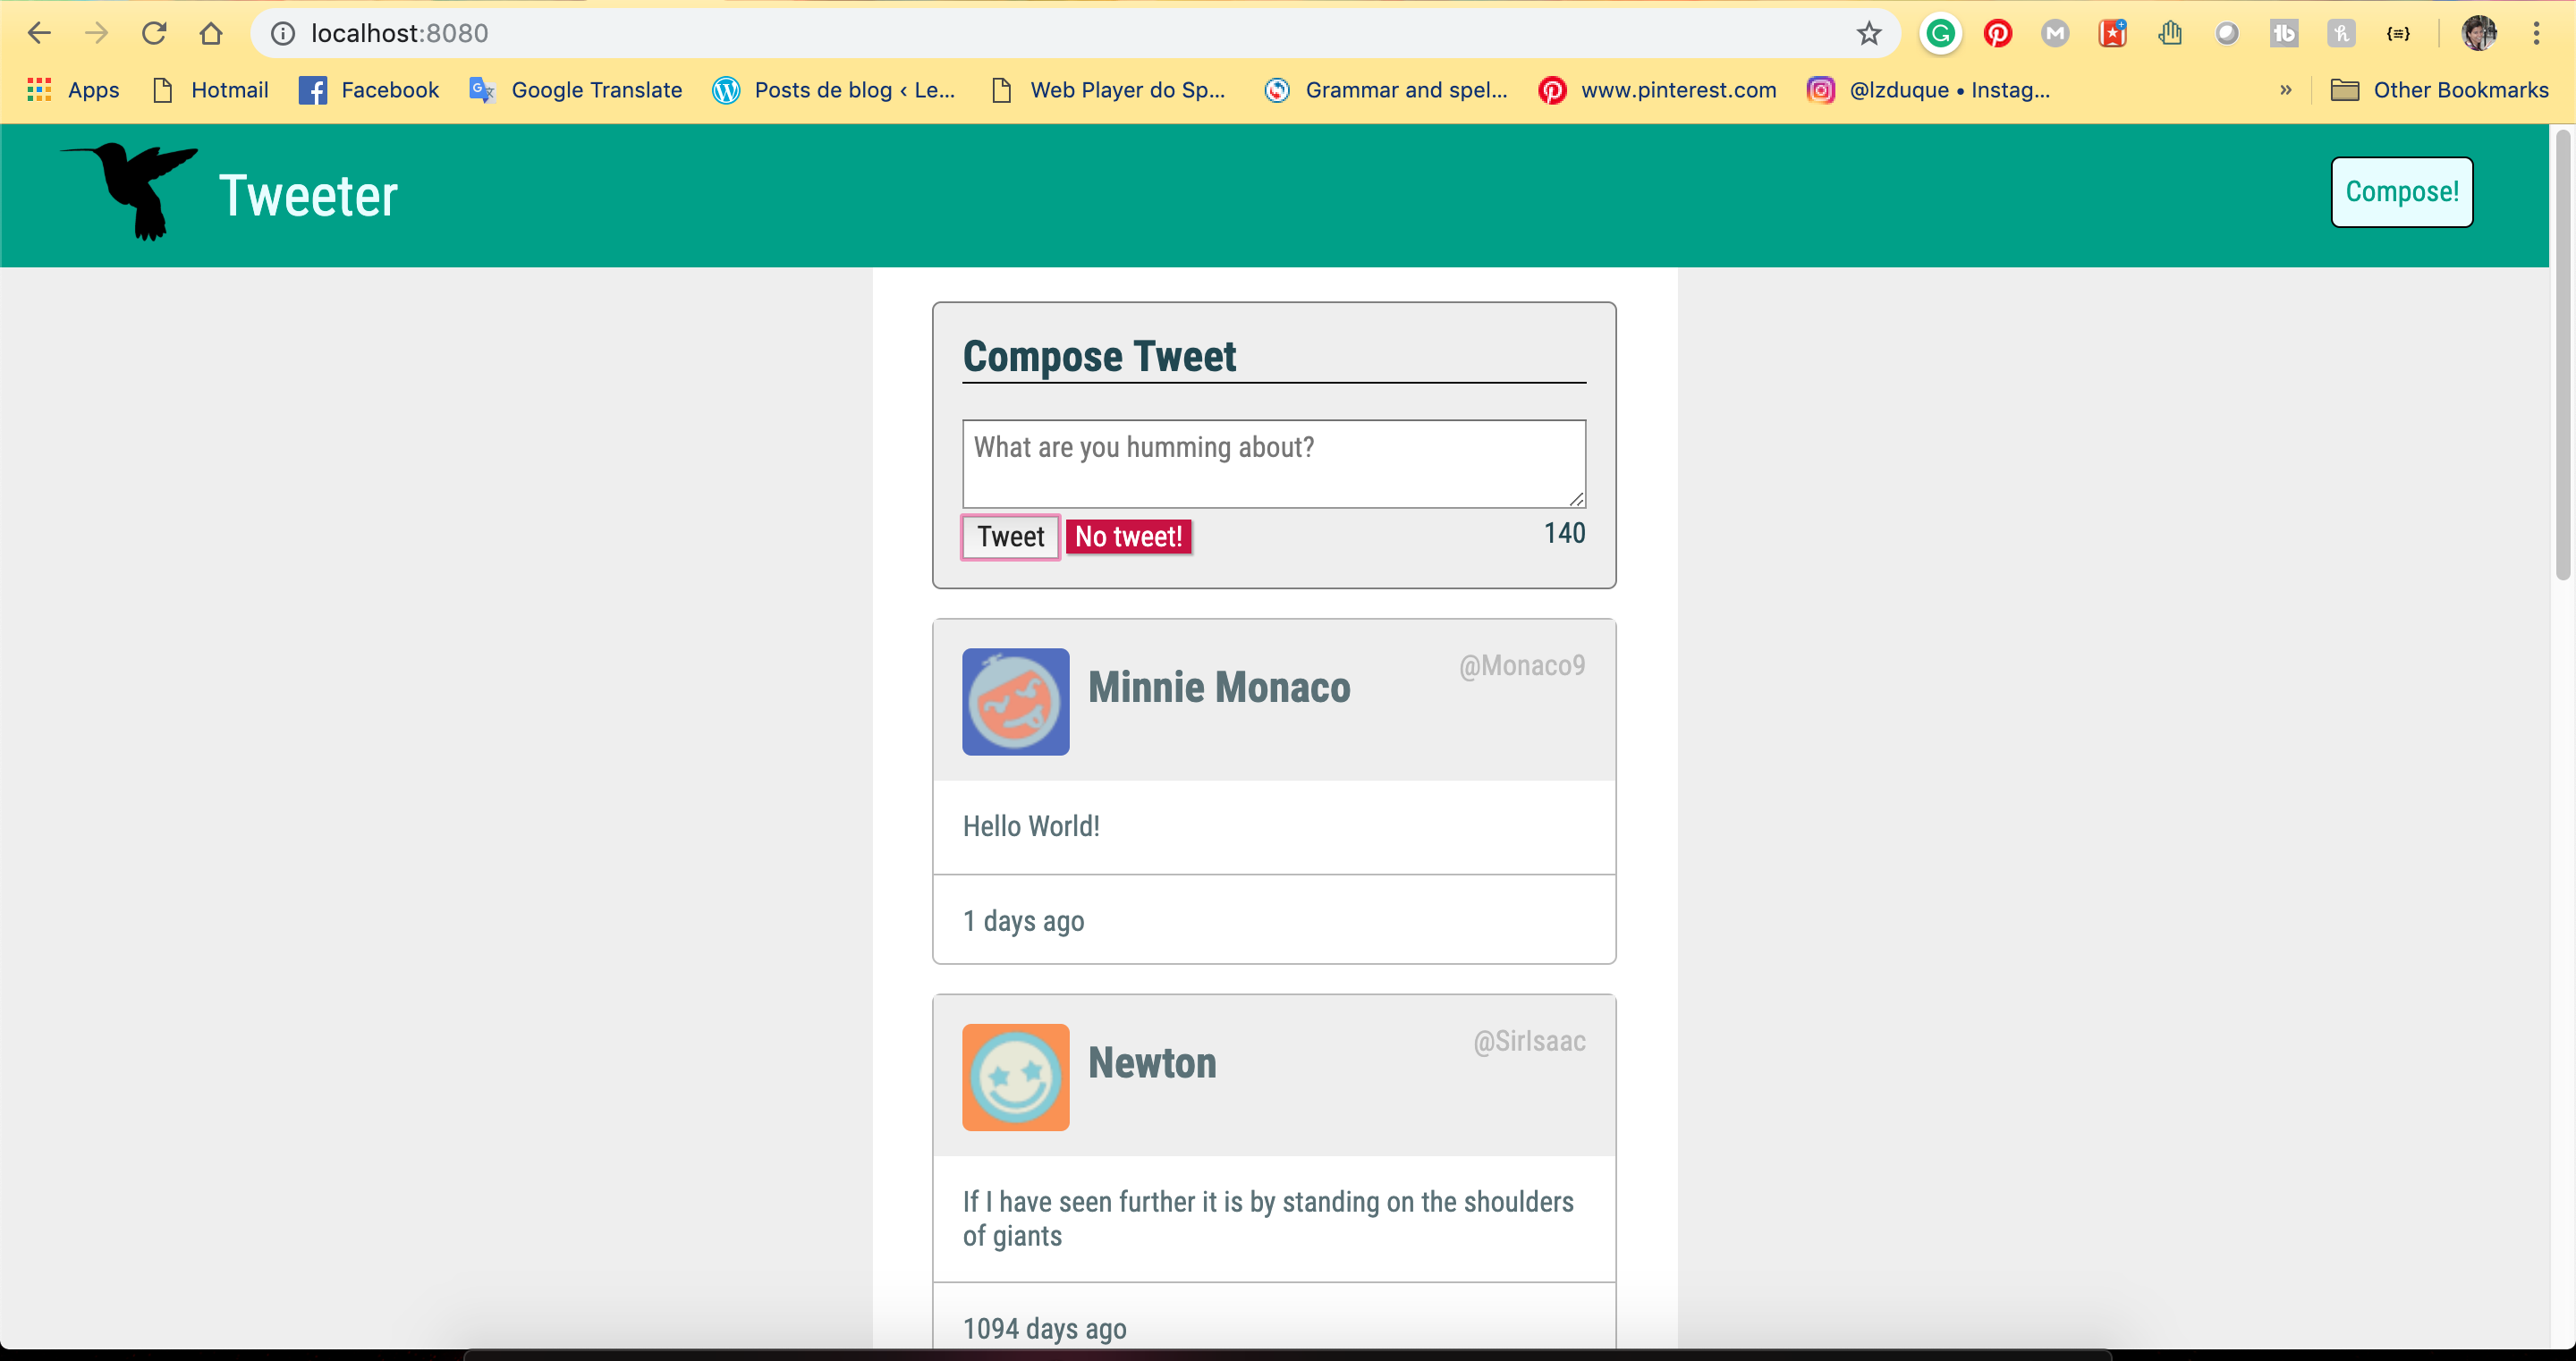 localhost:8080
Apps Hotmail Facebook Google Translate Posts de blog ‹ Le... Web Player do Sp... Grammar and spel... www.pinterest.com @lzduque • Instag... » Other Bookmarks
Tweeter
Compose!
Compose Tweet
What are you humming about?
Tweet No tweet! 140
Minnie Monaco @Monaco9
Hello World!
1 days ago
Newton @SirIsaac
If I have seen further it is by standing on the shoulders
of giants
1094 days ago